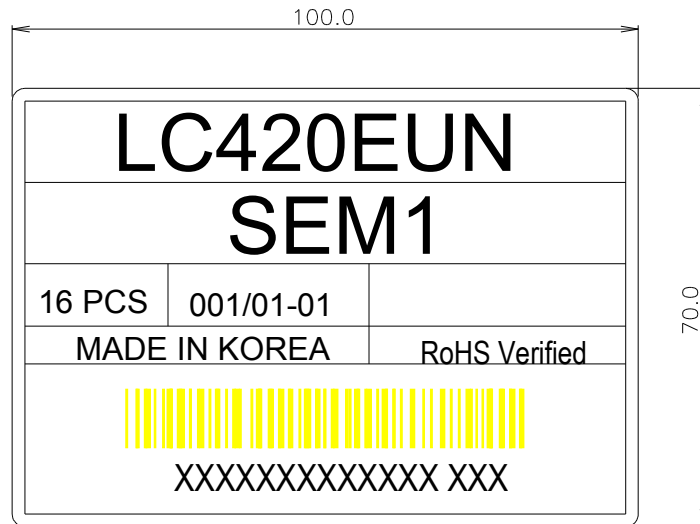 100.0
LC420EUN
SEM1
16 PCS 001/01-01
70.0
MADE IN KOREA RoHS Verified
XXXXXXXXXXXXX XXX